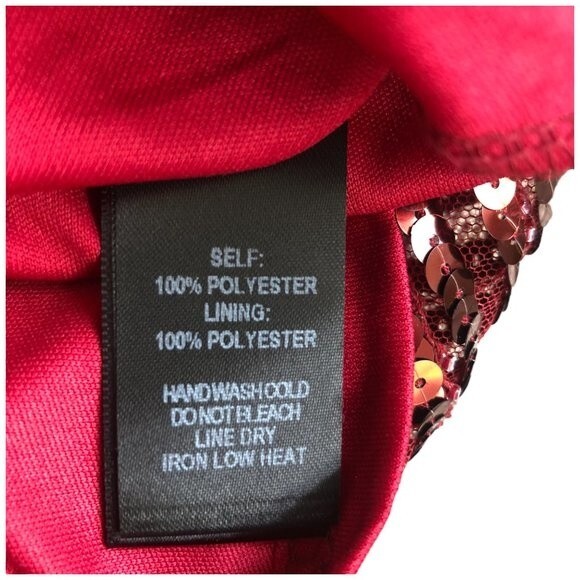 SELF:
100% POLYESTER
LINING:
100% POLYESTER
HAND WASH COLD
DO NOT BLEACH
LINE DRY
IRON LOW HEAT